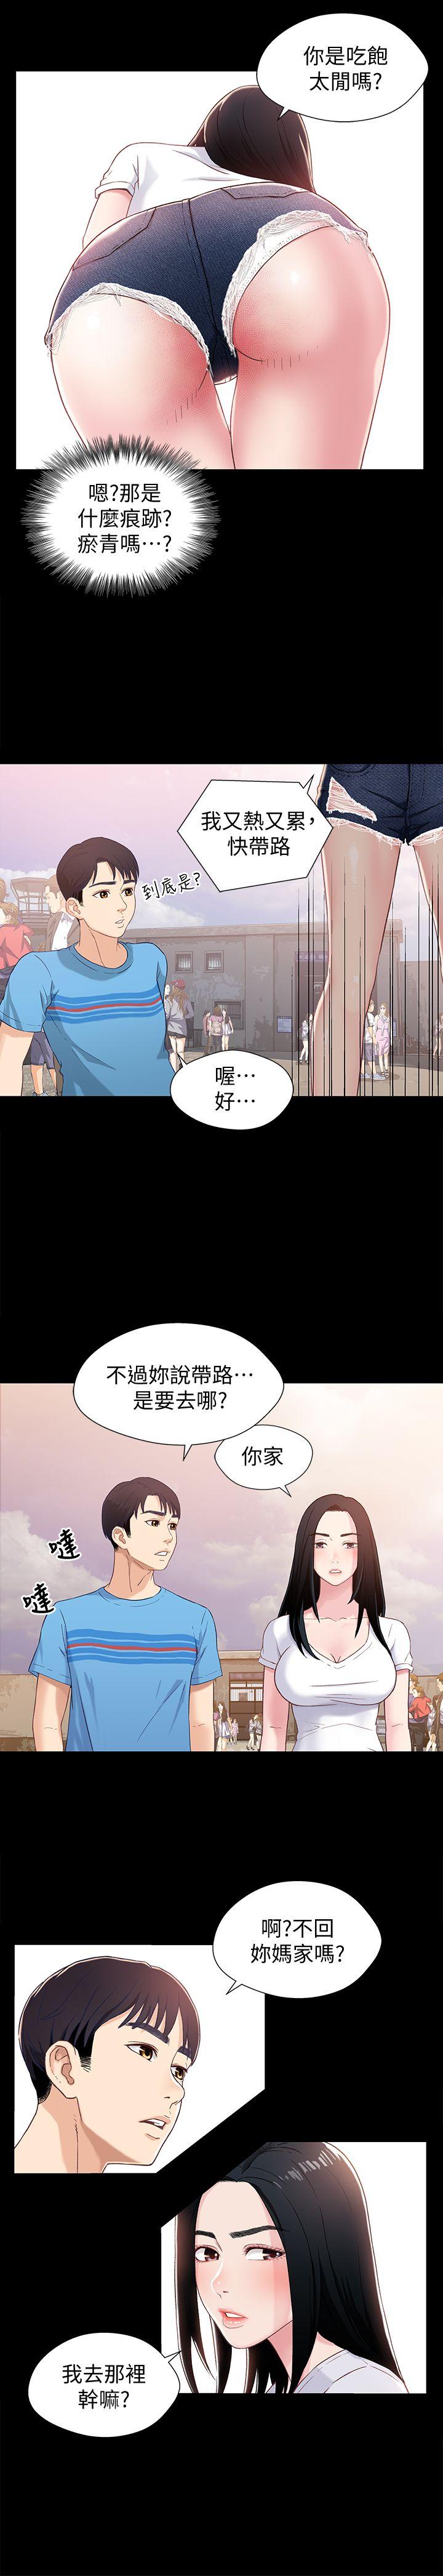 你是吃飽
太閒嗎?
嗯?那是
什麼痕跡?
瘀青嗎…?
我又熱又累,
快帶路
到底是?
喔…
好…
不過妳說帶路…
是要去哪?
你家
噠
噠
啊?不回
妳媽家嗎?
我去那裡
幹嘛?